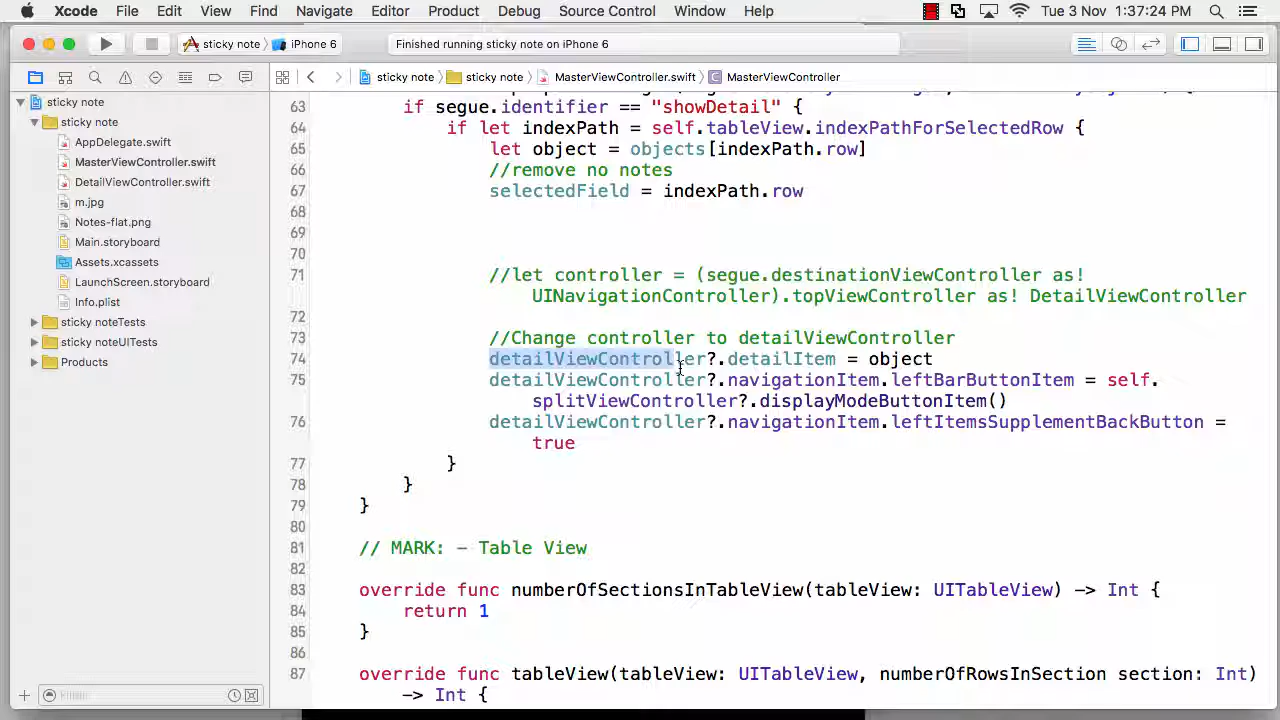 Xcode File Edit View Find Navigate Editor Product Debug Source Control Window Help Tue 3 Nov 1:37:24 PM
sticky note iPhone 6 Finished running sticky note on iPhone 6
sticky note sticky note MasterViewController.swift MasterViewController
sticky note
sticky note
AppDelegate.swift
MasterViewController.swift
DetailViewController.swift
m.jpg
Notes-flat.png
Main.storyboard
Assets.xcassets
LaunchScreen.storyboard
Info.plist
sticky noteTests
sticky noteUITests
Products
63 if segue.identifier == "showDetail" {
64 if let indexPath = self.tableView.indexPathForSelectedRow {
65 let object = objects[indexPath.row]
66 //remove no notes
67 selectedField = indexPath.row
68
69
70
71 //let controller = (segue.destinationViewController as!
UINavigationController).topViewController as! DetailViewController
72
73 //Change controller to detailViewController
74 detailViewController?.detailItem = object
75 detailViewController?.navigationItem.leftBarButtonItem = self.
splitViewController?.displayModeButtonItem()
76 detailViewController?.navigationItem.leftItemsSupplementBackButton =
true
77 }
78 }
79 }
80
81 // MARK: - Table View
82
83 override func numberOfSectionsInTableView(tableView: UITableView) -> Int {
84 return 1
85 }
86
87 override func tableView(tableView: UITableView, numberOfRowsInSection section: Int)
-> Int {